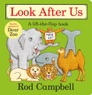 Look After Us
A lift-the-flap book
Dear Zoo
Rod Campbell